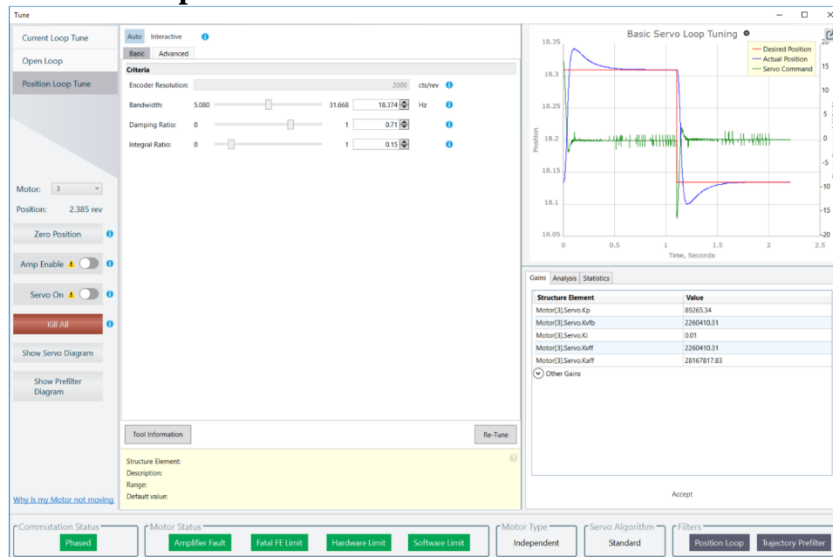 Tune
Current Loop Tune
Open Loop
Position Loop Tune
Motor: 3
Position: 2.385 rev
Zero Position
Amp Enable
Servo On
Kill All
Show Servo Diagram
Show Prefilter
Diagram
Why is my Motor not moving
Auto Interactive
Basic Advanced
Criteria
Encoder Resolution: 2000 cts/rev
Bandwidth: 5.080 31.668 18.374 Hz
Damping Ratio: 0 1 0.71
Integral Ratio: 0 1 0.15
Tool Information Re-Tune
Structure Element:
Description:
Range:
Default value:
Basic Servo Loop Tuning
Desired Position
Actual Position
Servo Command
Position
18.35
18.3
18.25
18.2
18.15
18.1
18.05
20
-5
-10
-15
-20
0 0.5 1 1.5 2 2.5
Time, Seconds
Gains Analysis Statistics
Structure Element Value
Motor[3].Servo.Kp 89265.34
Motor[3].Servo.Kvfb 2260410.31
Motor[3].Servo.Ki 0.01
Motor[3].Servo.Kvff 2260410.31
Motor[3].Servo.Kaff 28167817.83
Other Gains
Accept
Commutation Status
Phased
Motor Status
Amplifier Fault Fatal FE Limit Hardware Limit Software Limit
Motor Type
Independent
Servo Algorithm
Standard
Filters
Position Loop Trajectory Prefilter